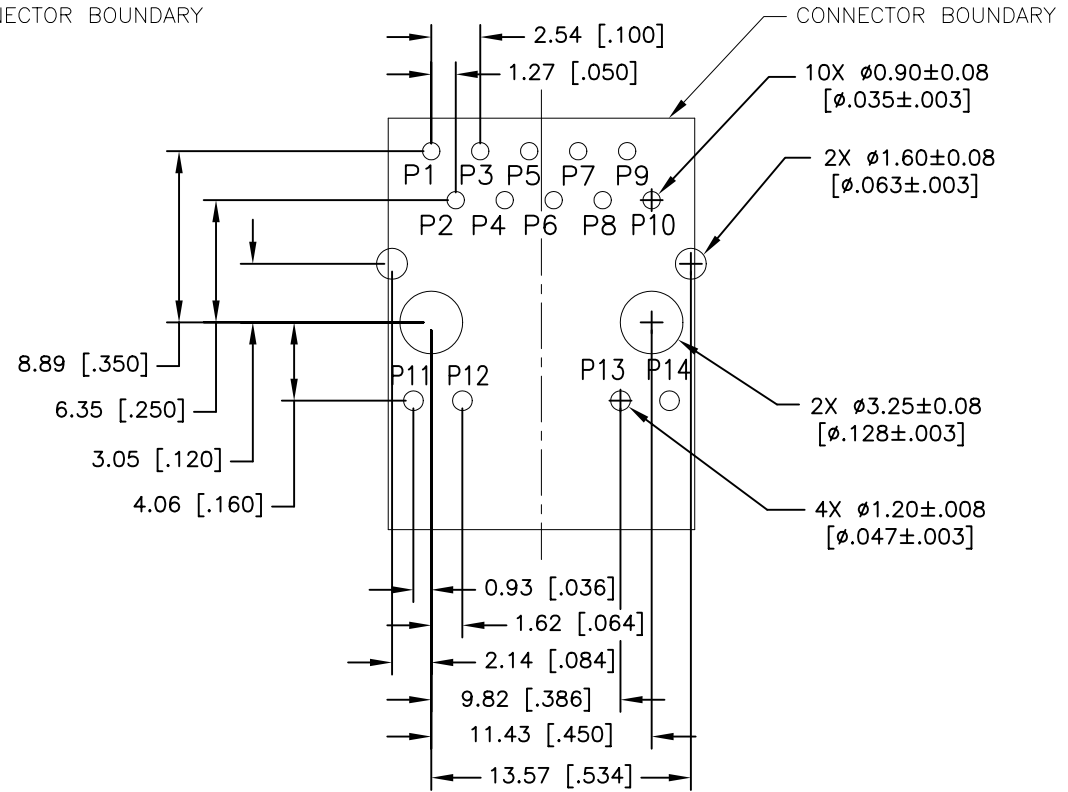 NECTOR BOUNDARY
CONNECTOR BOUNDARY
2.54 [.100]
1.27 [.050]
10X ø0.90±0.08
[ø.035±.003]
2X ø1.60±0.08
[ø.063±.003]
P1 P3 P5 P7 P9
P2 P4 P6 P8 P10
8.89 [.350]
6.35 [.250]
3.05 [.120]
4.06 [.160]
P11 P12 P13 P14
2X ø3.25±0.08
[ø.128±.003]
4X ø1.20±.008
[ø.047±.003]
0.93 [.036]
1.62 [.064]
2.14 [.084]
9.82 [.386]
11.43 [.450]
13.57 [.534]